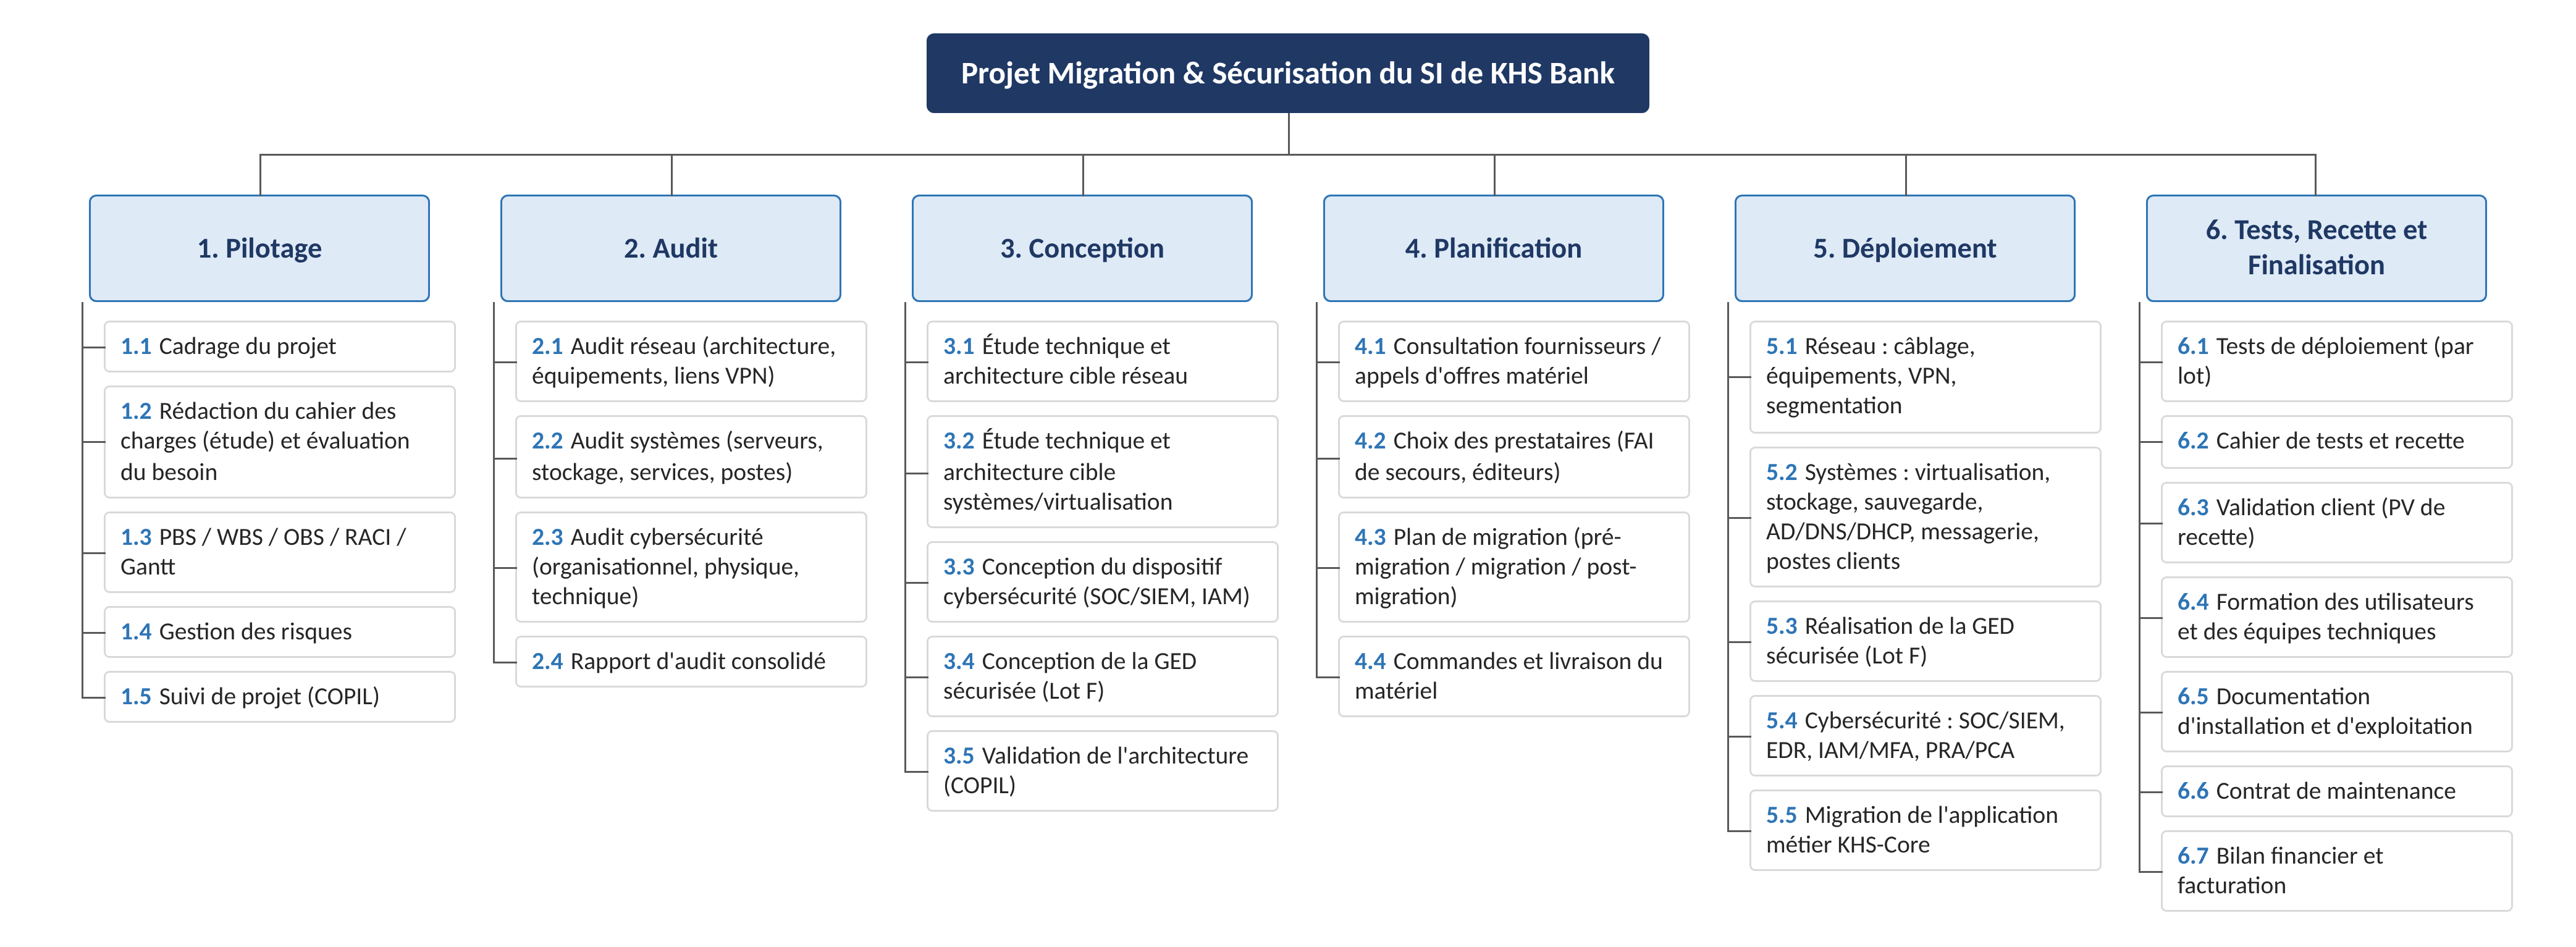 Projet Migration & Sécurisation du SI de KHS Bank
1. Pilotage
1.1 Cadrage du projet
1.2 Rédaction du cahier des
charges (étude) et évaluation
du besoin
1.3 PBS / WBS / OBS / RACI /
Gantt
1.4 Gestion des risques
1.5 Suivi de projet (COPIL)
2. Audit
2.1 Audit réseau (architecture,
équipements, liens VPN)
2.2 Audit systèmes (serveurs,
stockage, services, postes)
2.3 Audit cybersécurité
(organisationnel, physique,
technique)
2.4 Rapport d'audit consolidé
3. Conception
3.1 Étude technique et
architecture cible réseau
3.2 Étude technique et
architecture cible
systèmes/virtualisation
3.3 Conception du dispositif
cybersécurité (SOC/SIEM, IAM)
3.4 Conception de la GED
sécurisée (Lot F)
3.5 Validation de l'architecture
(COPIL)
4. Planification
4.1 Consultation fournisseurs /
appels d'offres matériel
4.2 Choix des prestataires (FAI
de secours, éditeurs)
4.3 Plan de migration (pré-
migration / migration / post-
migration)
4.4 Commandes et livraison du
matériel
5. Déploiement
5.1 Réseau : câblage,
équipements, VPN,
segmentation
5.2 Systèmes : virtualisation,
stockage, sauvegarde,
AD/DNS/DHCP, messagerie,
postes clients
5.3 Réalisation de la GED
sécurisée (Lot F)
5.4 Cybersécurité : SOC/SIEM,
EDR, IAM/MFA, PRA/PCA
5.5 Migration de l'application
métier KHS-Core
6. Tests, Recette et
Finalisation
6.1 Tests de déploiement (par
lot)
6.2 Cahier de tests et recette
6.3 Validation client (PV de
recette)
6.4 Formation des utilisateurs
et des équipes techniques
6.5 Documentation
d'installation et d'exploitation
6.6 Contrat de maintenance
6.7 Bilan financier et
facturation